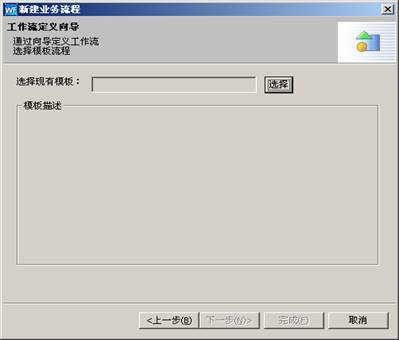 WF 新建业务流程
工作流定义向导
通过向导定义工作流
选择模板流程
选择现有模板： 选择
模板描述
<上一步(B) 下一步(N)> 完成(F) 取消